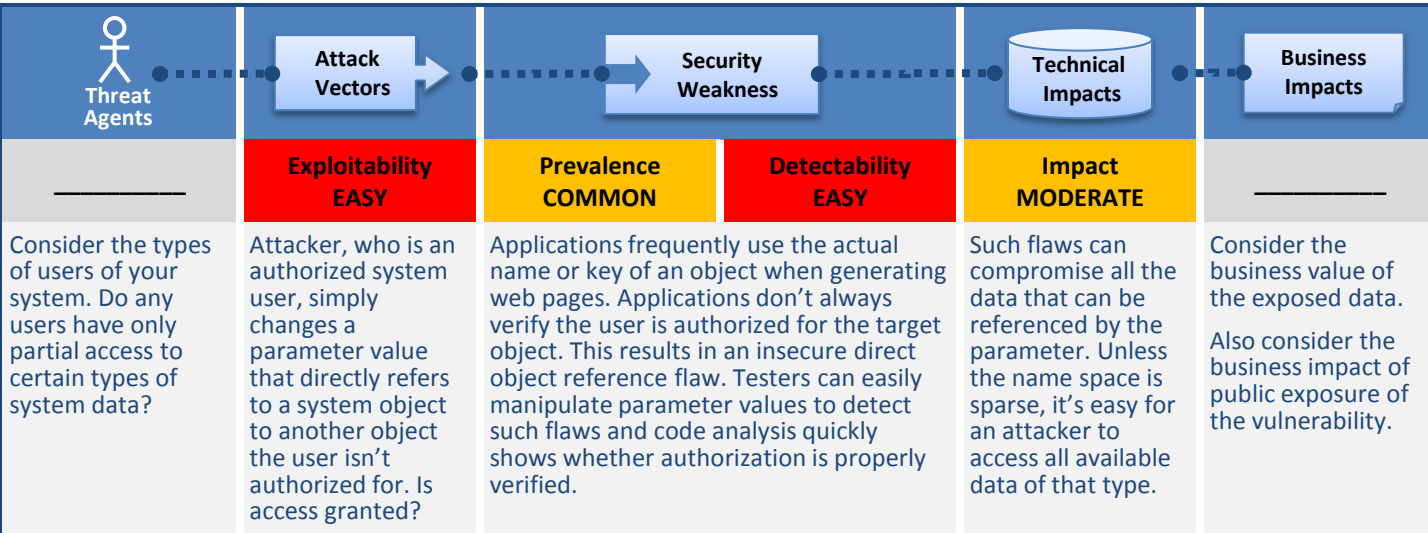 Threat
Agents
Attack
Vectors
Security
Weakness
Technical
Impacts
Business
Impacts
__________
Exploitability
EASY
Prevalence
COMMON
Detectability
EASY
Impact
MODERATE
__________
Consider the types
of users of your
system. Do any
users have only
partial access to
certain types of
system data?
Attacker, who is an
authorized system
user, simply
changes a
parameter value
that directly refers
to a system object
to another object
the user isn’t
authorized for. Is
access granted?
Applications frequently use the actual
name or key of an object when generating
web pages. Applications don’t always
verify the user is authorized for the target
object. This results in an insecure direct
object reference flaw. Testers can easily
manipulate parameter values to detect
such flaws and code analysis quickly
shows whether authorization is properly
verified.
Such flaws can
compromise all the
data that can be
referenced by the
parameter. Unless
the name space is
sparse, it’s easy for
an attacker to
access all available
data of that type.
Consider the
business value of
the exposed data.
Also consider the
business impact of
public exposure of
the vulnerability.